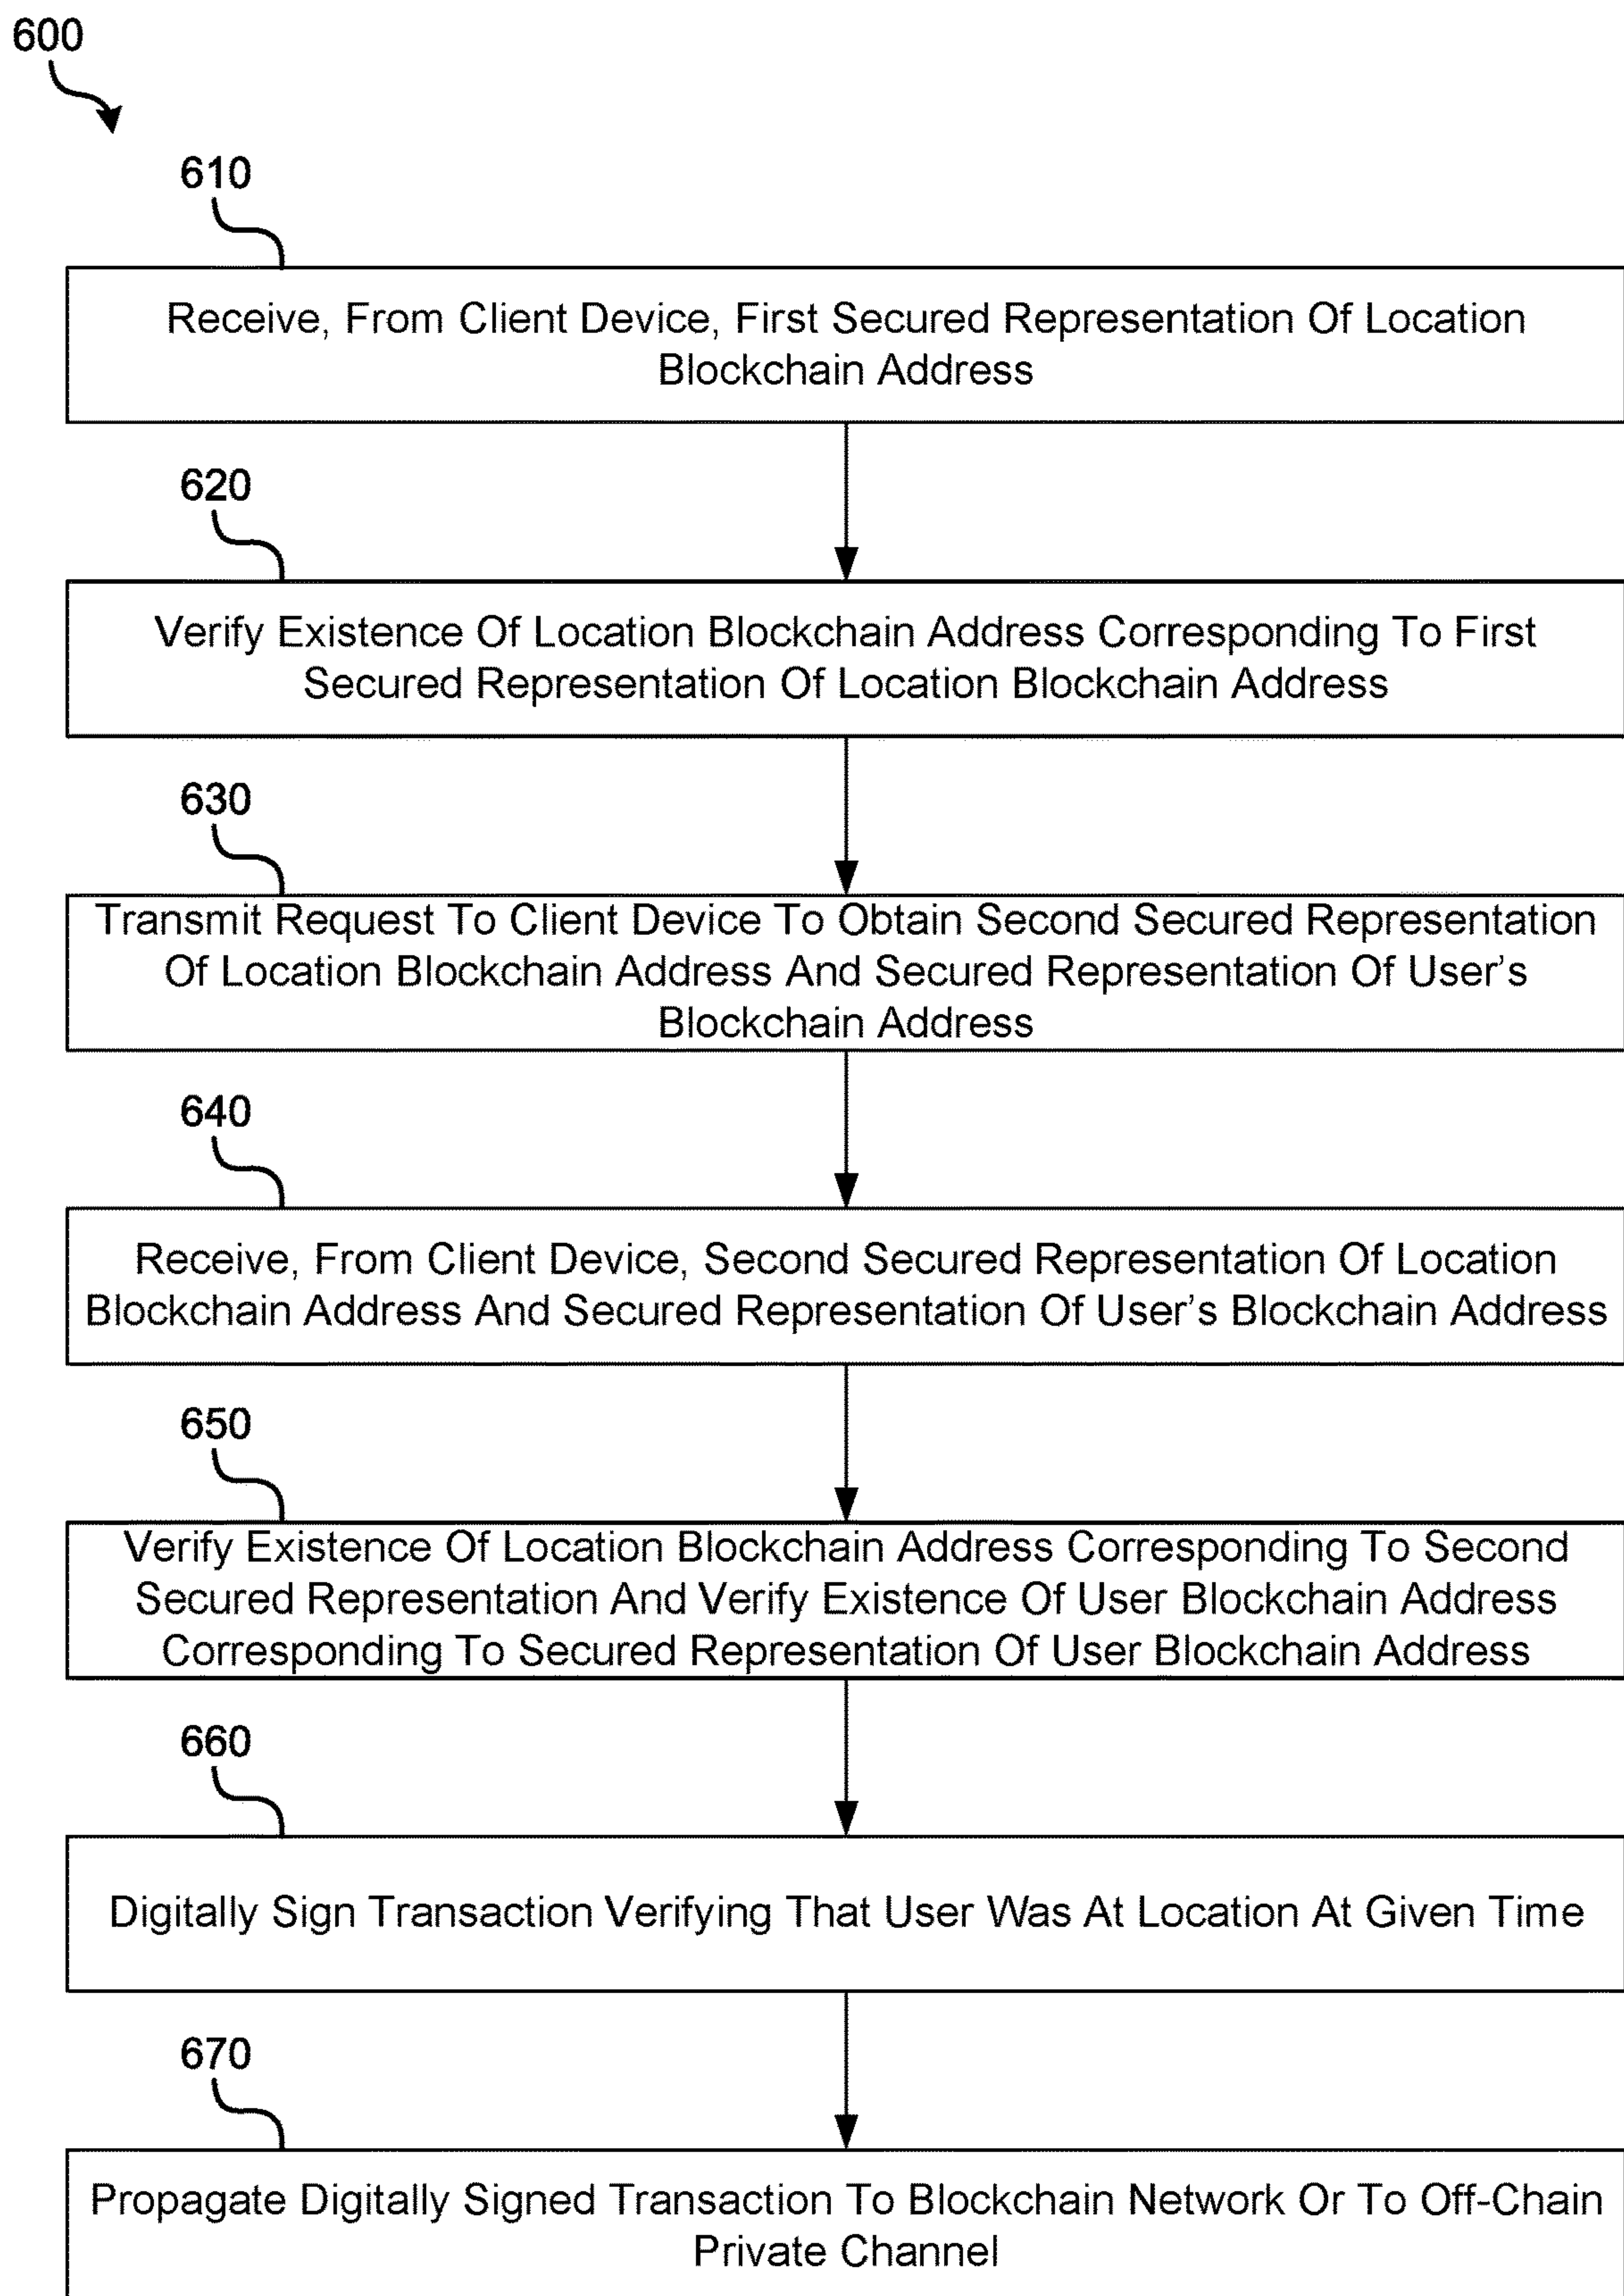 600
610
Receive, From Client Device, First Secured Representation Of Location
Blockchain Address
620
Verify Existence Of Location Blockchain Address Corresponding To First
Secured Representation Of Location Blockchain Address
630
Transmit Request To Client Device To Obtain Second Secured Representation
Of Location Blockchain Address And Secured Representation Of User's
Blockchain Address
640
Receive, From Client Device, Second Secured Representation Of Location
Blockchain Address And Secured Representation Of User's Blockchain Address
650
Verify Existence Of Location Blockchain Address Corresponding To Second
Secured Representation And Verify Existence Of User Blockchain Address
Corresponding To Secured Representation Of User Blockchain Address
660
Digitally Sign Transaction Verifying That User Was At Location At Given Time
670
Propagate Digitally Signed Transaction To Blockchain Network Or To Off-Chain
Private Channel